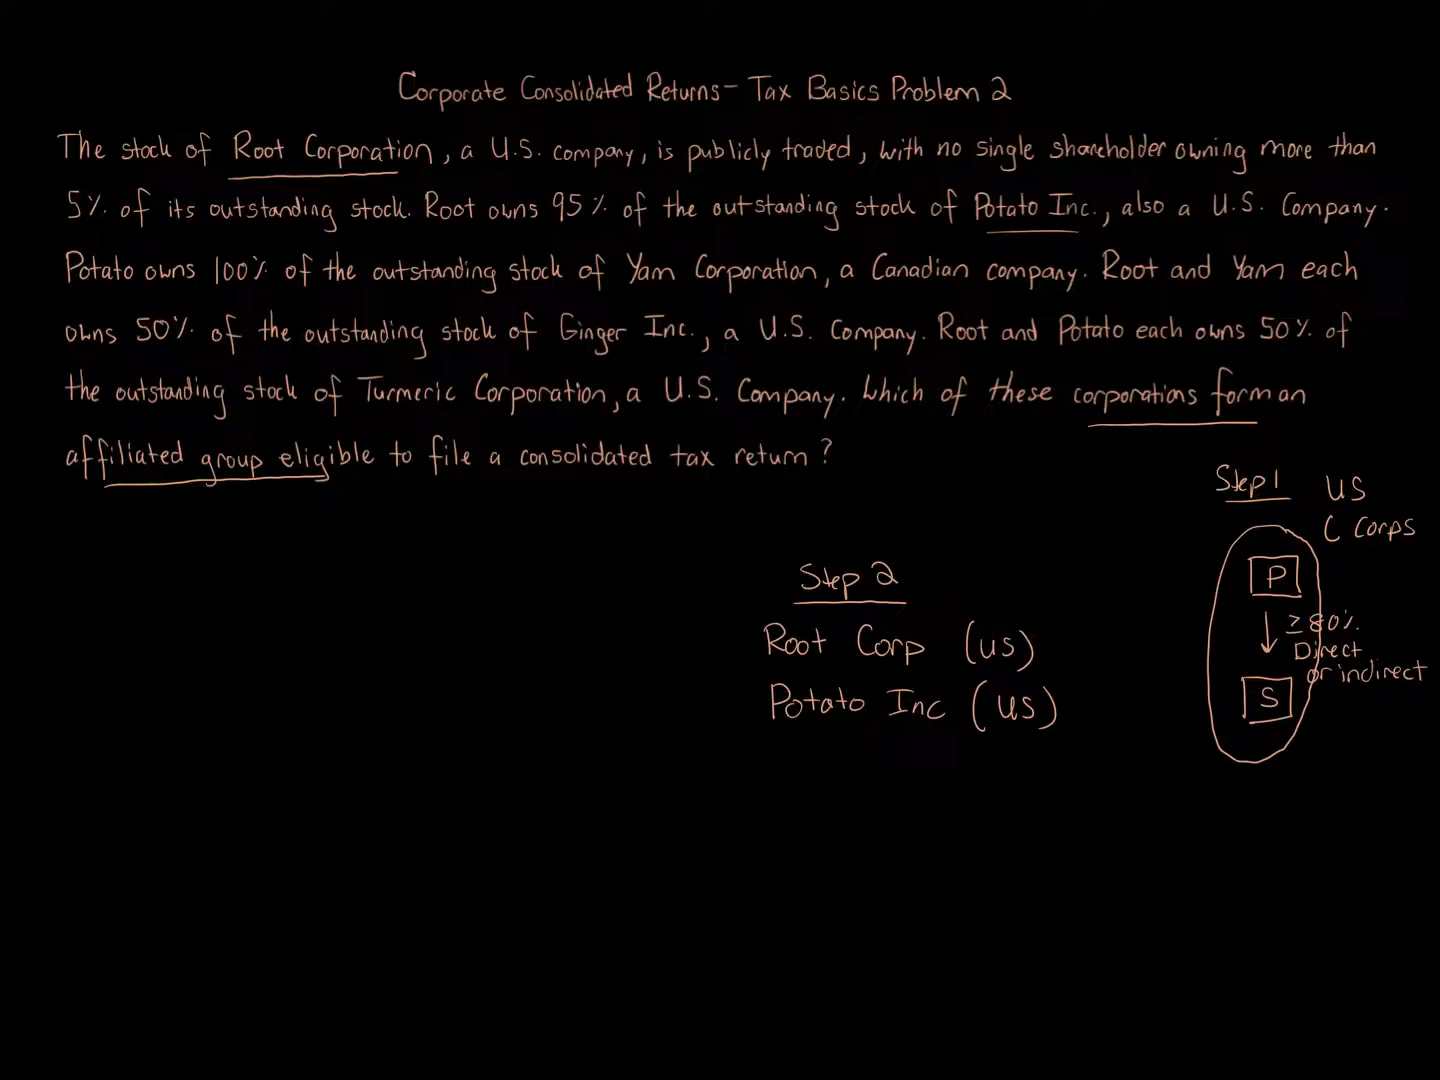 Corporate Consolidated Returns - Tax Basics Problem 2
The stock of Root Corporation, a U.S. company, is publicly traded, with no single shareholder owning more than
5% of its outstanding stock. Root owns 95% of the outstanding stock of Potato Inc., also a U.S. Company.
Potato owns 100% of the outstanding stock of Yam Corporation, a Canadian company. Root and Yam each
owns 50% of the outstanding stock of Ginger Inc., a U.S. Company. Root and Potato each owns 50% of
the outstanding stock of Turmeric Corporation, a U.S. Company. Which of these corporations form an
affiliated group eligible to file a consolidated tax return?
Step 1 US
C Corps
P
≥80%
Direct
or indirect
S
Step 2
Root Corp (US)
Potato Inc (US)